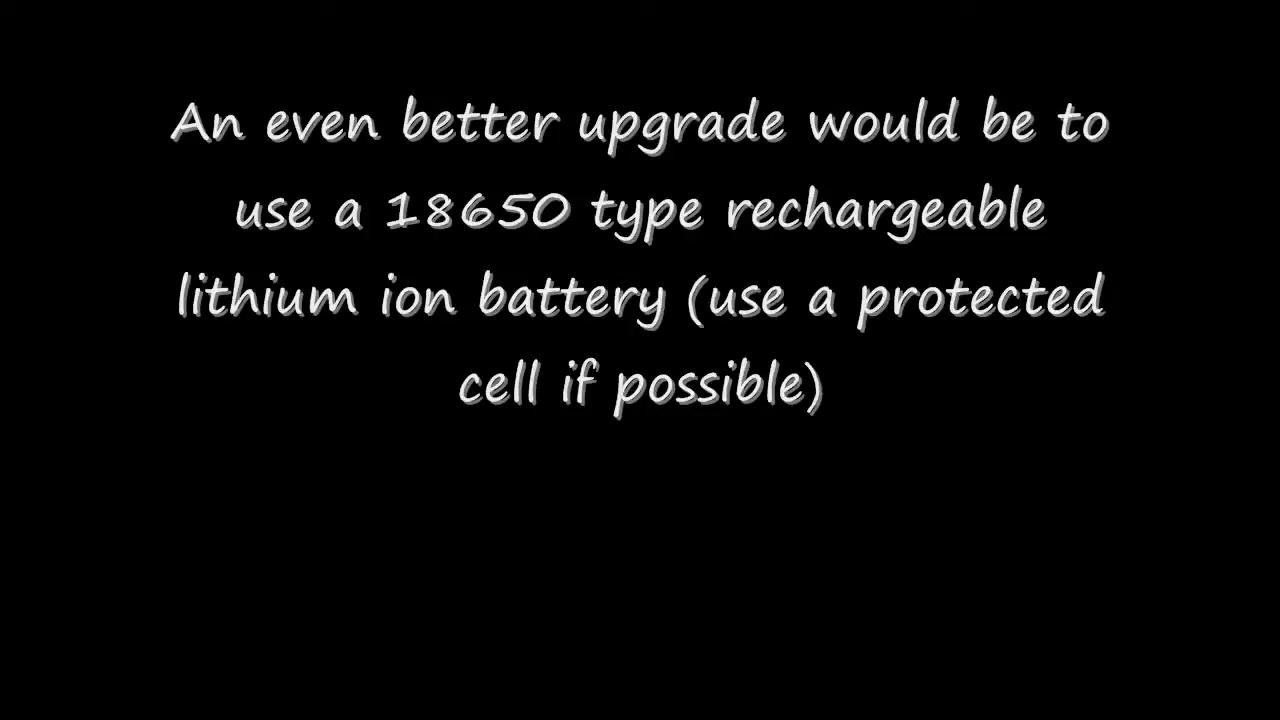 An even better upgrade would be to
use a 18650 type rechargeable
lithium ion battery (use a protected
cell if possible)